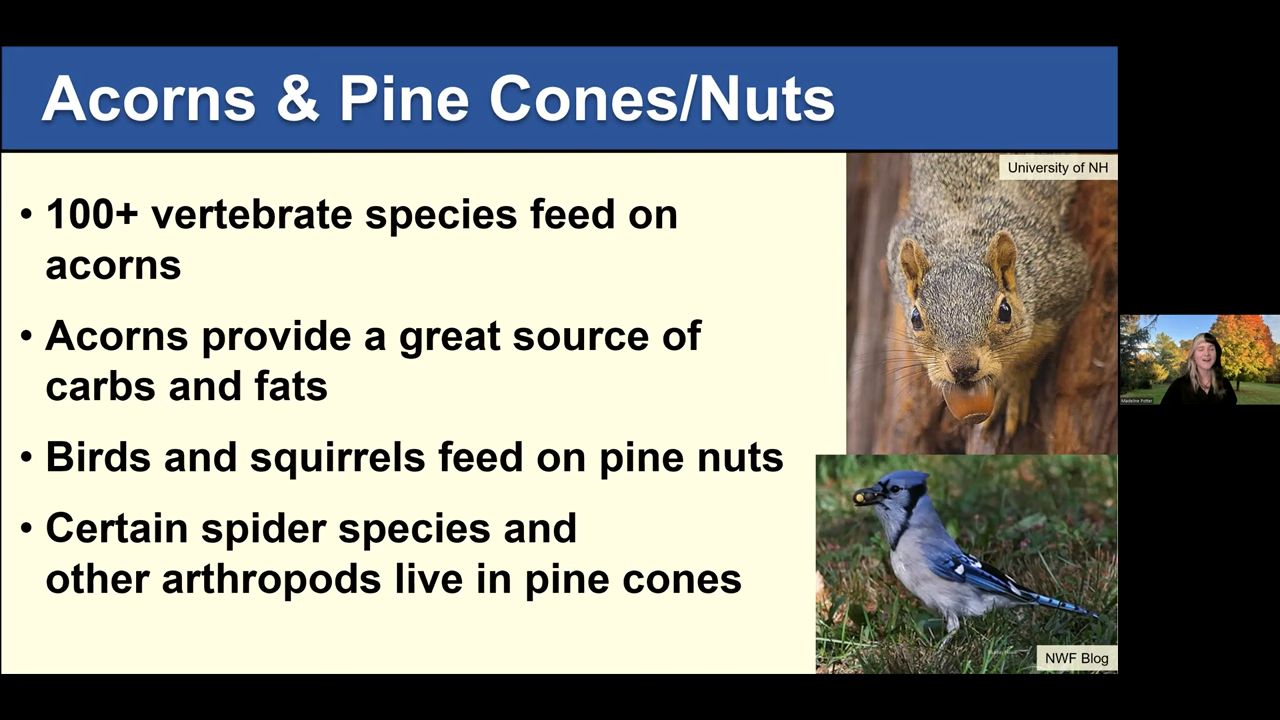 Acorns & Pine Cones/Nuts
University of NH
• 100+ vertebrate species feed on
acorns
• Acorns provide a great source of
carbs and fats
• Birds and squirrels feed on pine nuts
• Certain spider species and
other arthropods live in pine cones
NWF Blog
Madeline Potter